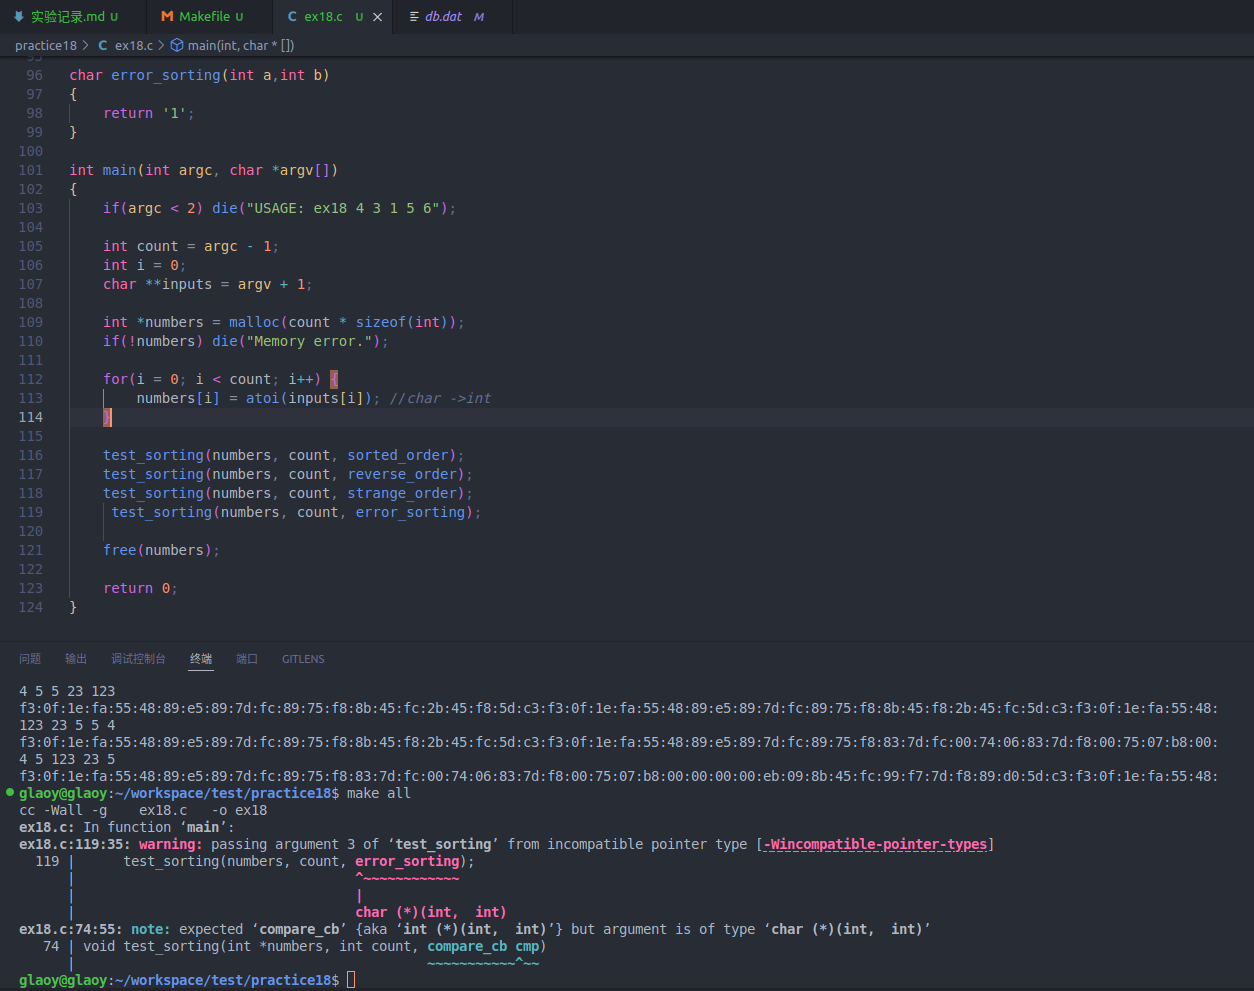 实验记录.md U
Makefile U
C ex18.c U
db.dat M
practice18 > C ex18.c > main(int, char * [])
95
96 char error_sorting(int a,int b)
97 {
98     return '1';
99 }
100
101 int main(int argc, char *argv[])
102 {
103     if(argc < 2) die("USAGE: ex18 4 3 1 5 6");
104
105     int count = argc - 1;
106     int i = 0;
107     char **inputs = argv + 1;
108
109     int *numbers = malloc(count * sizeof(int));
110     if(!numbers) die("Memory error.");
111
112     for(i = 0; i < count; i++) {
113         numbers[i] = atoi(inputs[i]); //char ->int
114     }
115
116     test_sorting(numbers, count, sorted_order);
117     test_sorting(numbers, count, reverse_order);
118     test_sorting(numbers, count, strange_order);
119      test_sorting(numbers, count, error_sorting);
120
121     free(numbers);
122
123     return 0;
124 }
问题 输出 调试控制台 终端 端口 GITLENS
4 5 5 23 123
f3:0f:1e:fa:55:48:89:e5:89:7d:fc:89:75:f8:8b:45:fc:2b:45:f8:5d:c3:f3:0f:1e:fa:55:48:89:e5:89:7d:fc:89:75:f8:8b:45:f8:2b:45:fc:5d:c3:f3:0f:1e:fa:55:48:
123 23 5 5 4
f3:0f:1e:fa:55:48:89:e5:89:7d:fc:89:75:f8:8b:45:f8:2b:45:fc:5d:c3:f3:0f:1e:fa:55:48:89:e5:89:7d:fc:89:75:f8:83:7d:fc:00:74:06:83:7d:f8:00:75:07:b8:00:
4 5 123 23 5
f3:0f:1e:fa:55:48:89:e5:89:7d:fc:89:75:f8:83:7d:fc:00:74:06:83:7d:f8:00:75:07:b8:00:00:00:00:eb:09:8b:45:fc:99:f7:7d:f8:89:d0:5d:c3:f3:0f:1e:fa:55:48:
glaoy@glaoy:~/workspace/test/practice18$ make all
cc -Wall -g    ex18.c   -o ex18
ex18.c: In function ‘main’:
ex18.c:119:35: warning: passing argument 3 of ‘test_sorting’ from incompatible pointer type [-Wincompatible-pointer-types]
119 |      test_sorting(numbers, count, error_sorting);
|                                   ^~~~~~~~~~~~~
|                                   |
|                                   char (*)(int,  int)
ex18.c:74:55: note: expected ‘compare_cb’ {aka ‘int (*)(int,  int)’} but argument is of type ‘char (*)(int,  int)’
74 | void test_sorting(int *numbers, int count, compare_cb cmp)
|                                            ~~~~~~~~~~~^~~
glaoy@glaoy:~/workspace/test/practice18$